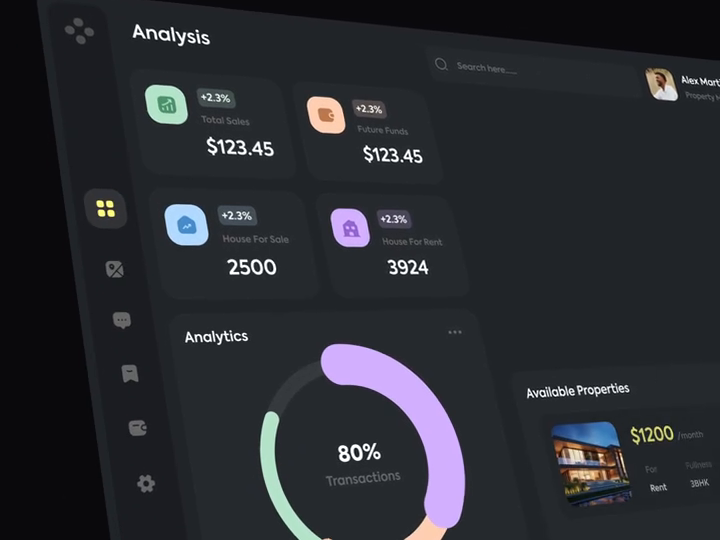 Analysis
Search here......
Alex Mart
Property
+2.3%
Total Sales
$123.45
+2.3%
Future Funds
$123.45
+2.3%
House For Sale
2500
+2.3%
House For Rent
3924
Analytics
80%
Transactions
Available Properties
$1200 /month
For
Fullness
Rent
3BHK